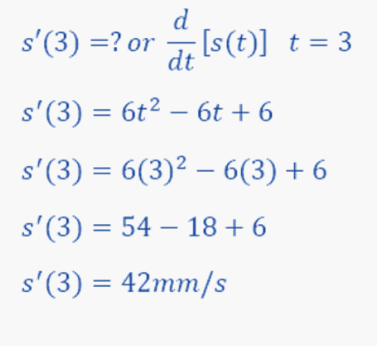 s′(3) =? or d/dt [s(t)] t = 3
s′(3) = 6t² − 6t + 6
s′(3) = 6(3)² − 6(3) + 6
s′(3) = 54 − 18 + 6
s′(3) = 42mm/s